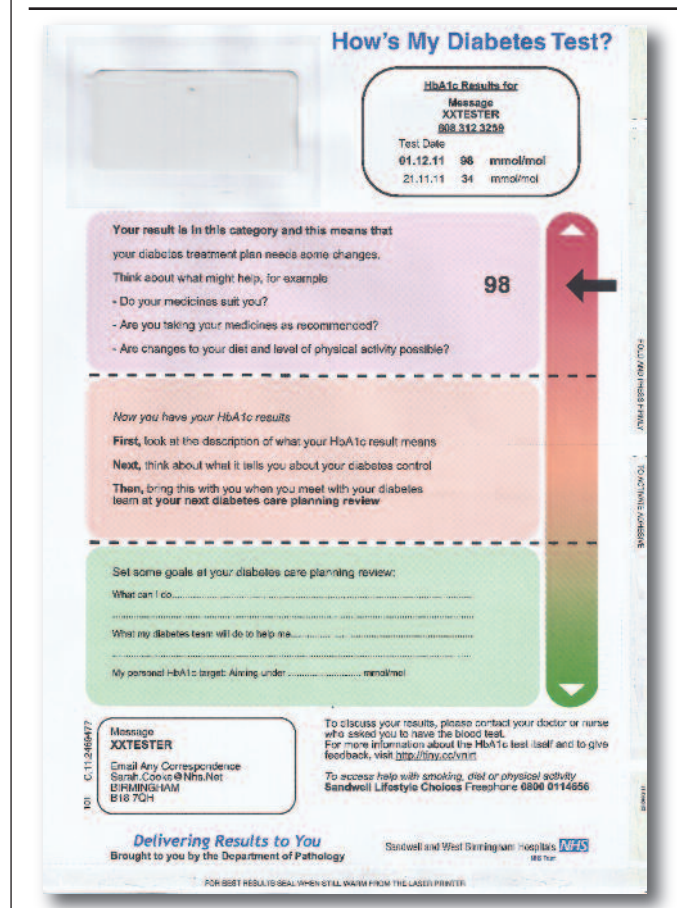 How's My Diabetes Test?
HbA1c Results for
Message
XXTESTER
608 312 3259
Test Date
01.12.11 98 mmol/mol
21.11.11 34 mmol/mol
Your result is in this category and this means that
your diabetes treatment plan needs some changes.
Think about what might help, for example
- Do your medicines suit you?
- Are you taking your medicines as recommended?
- Are changes to your diet and level of physical activity possible?
98
Now you have your HbA1c results
First, look at the description of what your HbA1c result means
Next, think about what it tells you about your diabetes control
Then, bring this with you when you meet with your diabetes
team at your next diabetes care planning review
FOLD AND PRESS FIRMLY
TO ACTIVATE ADHESIVE
Set some goals at your diabetes care planning review:
What can I do
What my diabetes team will do to help me
My personal HbA1c target: Aiming under mmol/mol
101 C,11.2469477
Message
XXTESTER
Email Any Correspondence
Sarah.Cooke@Nhs.Net
BIRMINGHAM
B18 7QH
To discuss your results, please contact your doctor or nurse
who asked you to have the blood test.
For more information about the HbA1c test itself and to give
feedback, visit http://tiny.cc/vnirt
To access help with smoking, diet or physical activity
Sandwell Lifestyle Choices Freephone 0800 0114656
Delivering Results to You
Brought to you by the Department of Pathology
Sandwell and West Birmingham Hospitals NHS
NHS Trust
FOR BEST RESULTS SEAL WHEN STILL WARM FROM THE LASER PRINTER